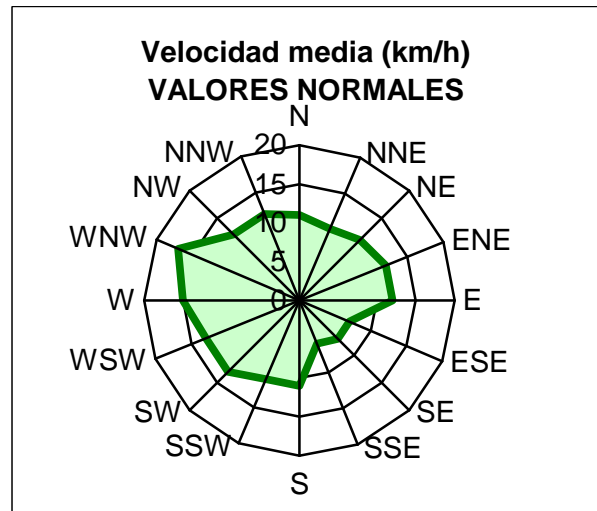 Velocidad media (km/h)
VALORES NORMALES
N
NNW
20
NNE
NW
15
NE
WNW
10
ENE
5
W
0
E
WSW
ESE
SW
SE
SSW
SSE
S